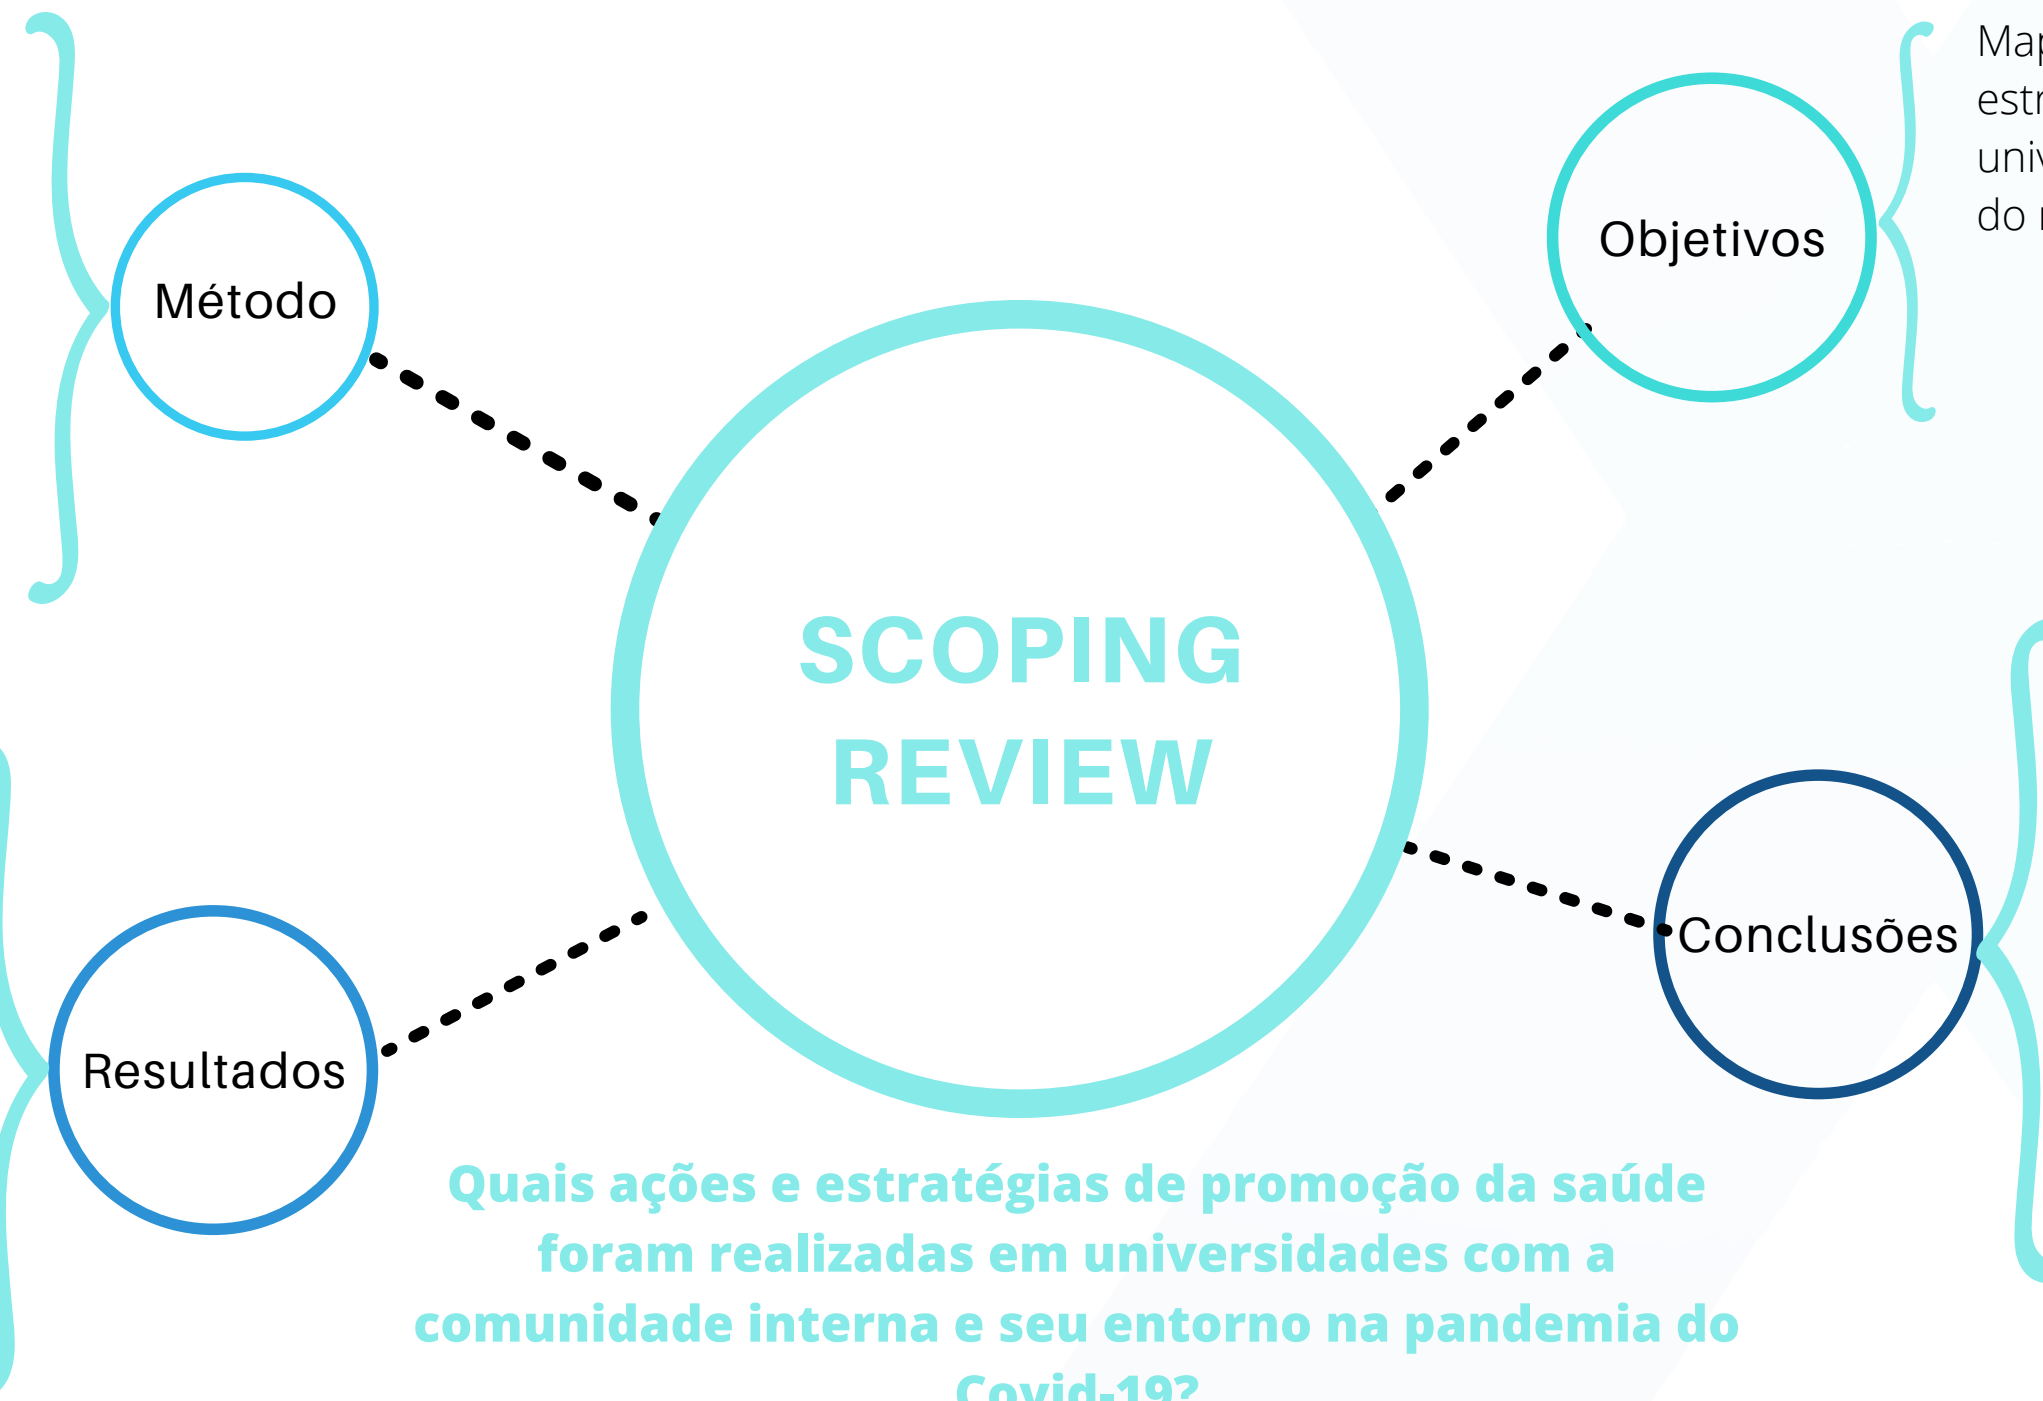 Método
Objetivos
do
SCOPING
REVIEW
Conclusões
Resultados
Quais ações e estratégias de promoção da saúde
foram realizadas em universidades com a
comunidade interna e seu entorno na pandemia do
Covid-19?